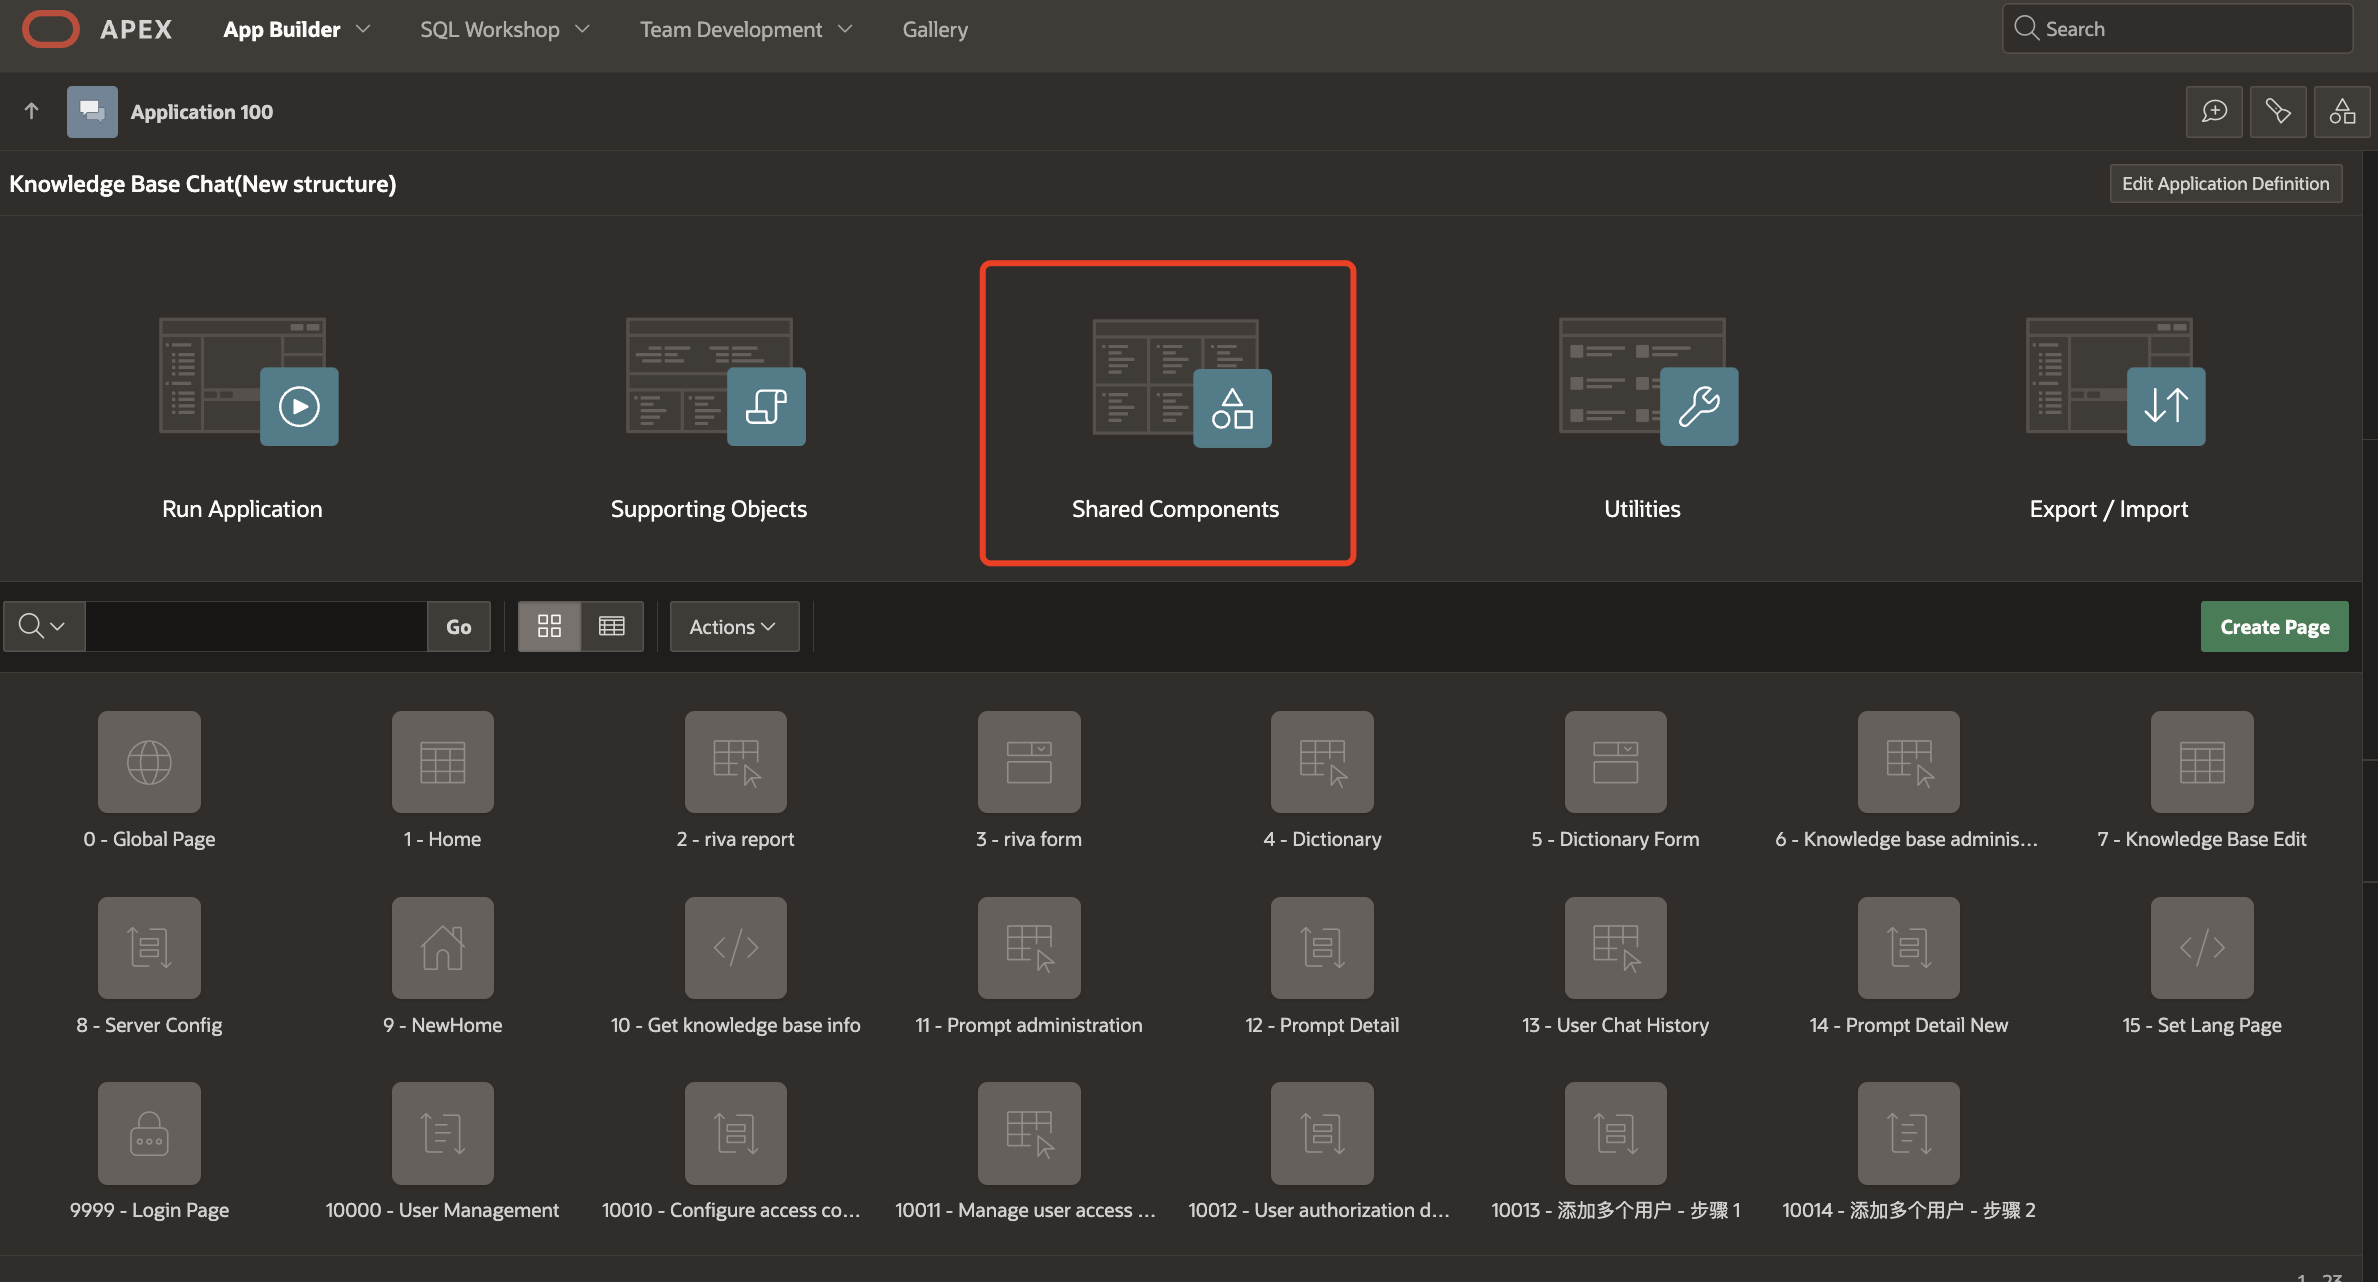 APEX App Builder SQL Workshop Team Development Gallery Search
Application 100
Knowledge Base Chat(New structure) Edit Application Definition
Run Application Supporting Objects Shared Components Utilities Export / Import
Go Actions Create Page
0 - Global Page 1 - Home 2 - riva report 3 - riva form 4 - Dictionary 5 - Dictionary Form 6 - Knowledge base adminis... 7 - Knowledge Base Edit
8 - Server Config 9 - NewHome 10 - Get knowledge base info 11 - Prompt administration 12 - Prompt Detail 13 - User Chat History 14 - Prompt Detail New 15 - Set Lang Page
9999 - Login Page 10000 - User Management 10010 - Configure access co... 10011 - Manage user access ... 10012 - User authorization d... 10013 - 添加多个用户 - 步骤 1 10014 - 添加多个用户 - 步骤 2
1 - 23